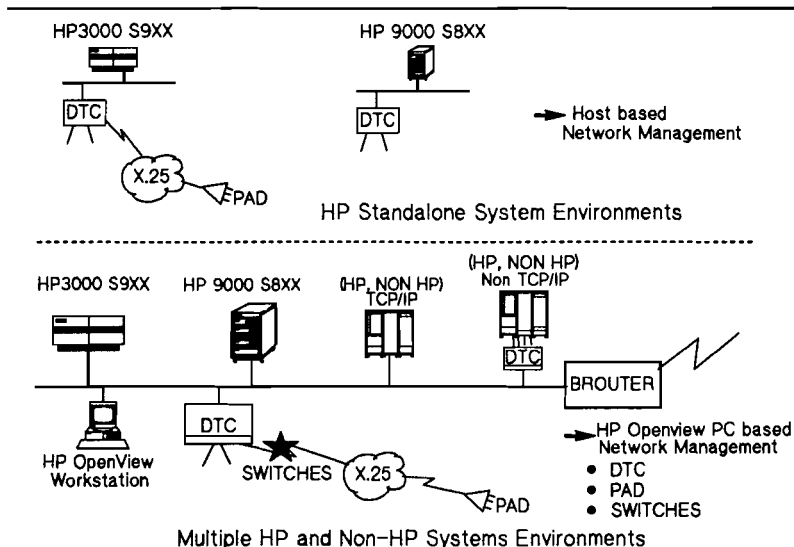 HP3000 S9XX
HP 9000 S8XX
DTC
DTC
Host based
Network Management
X.25
PAD
HP Standalone System Environments
HP3000 S9XX
HP 9000 S8XX
(HP, NON HP)
TCP/IP
(HP, NON HP)
Non TCP/IP
DTC
BROUTER
DTC
HP OpenView
Workstation
SWITCHES
X.25
PAD
HP Openview PC based
Network Management
• DTC
• PAD
• SWITCHES
Multiple HP and Non-HP Systems Environments